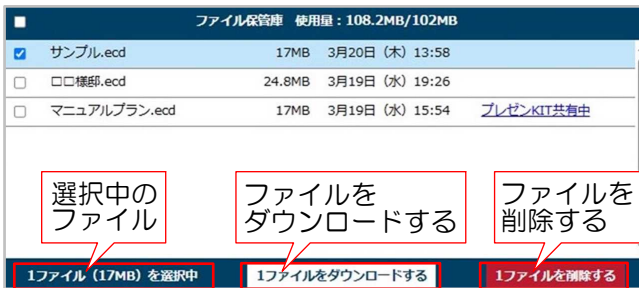 ファイル保管庫 使用量:108.2MB/102MB
サンプル.ecd 17MB 3月20日(木)13:58
□□様邸.ecd 24.8MB 3月19日(水)19:26
マニュアルプラン.ecd 17MB 3月19日(水)15:54 プレゼンKIT共有中
選択中の
ファイル
ファイルを
ダウンロードする
ファイルを
削除する
1ファイル(17MB)を選択中 1ファイルをダウンロードする 1ファイルを削除する